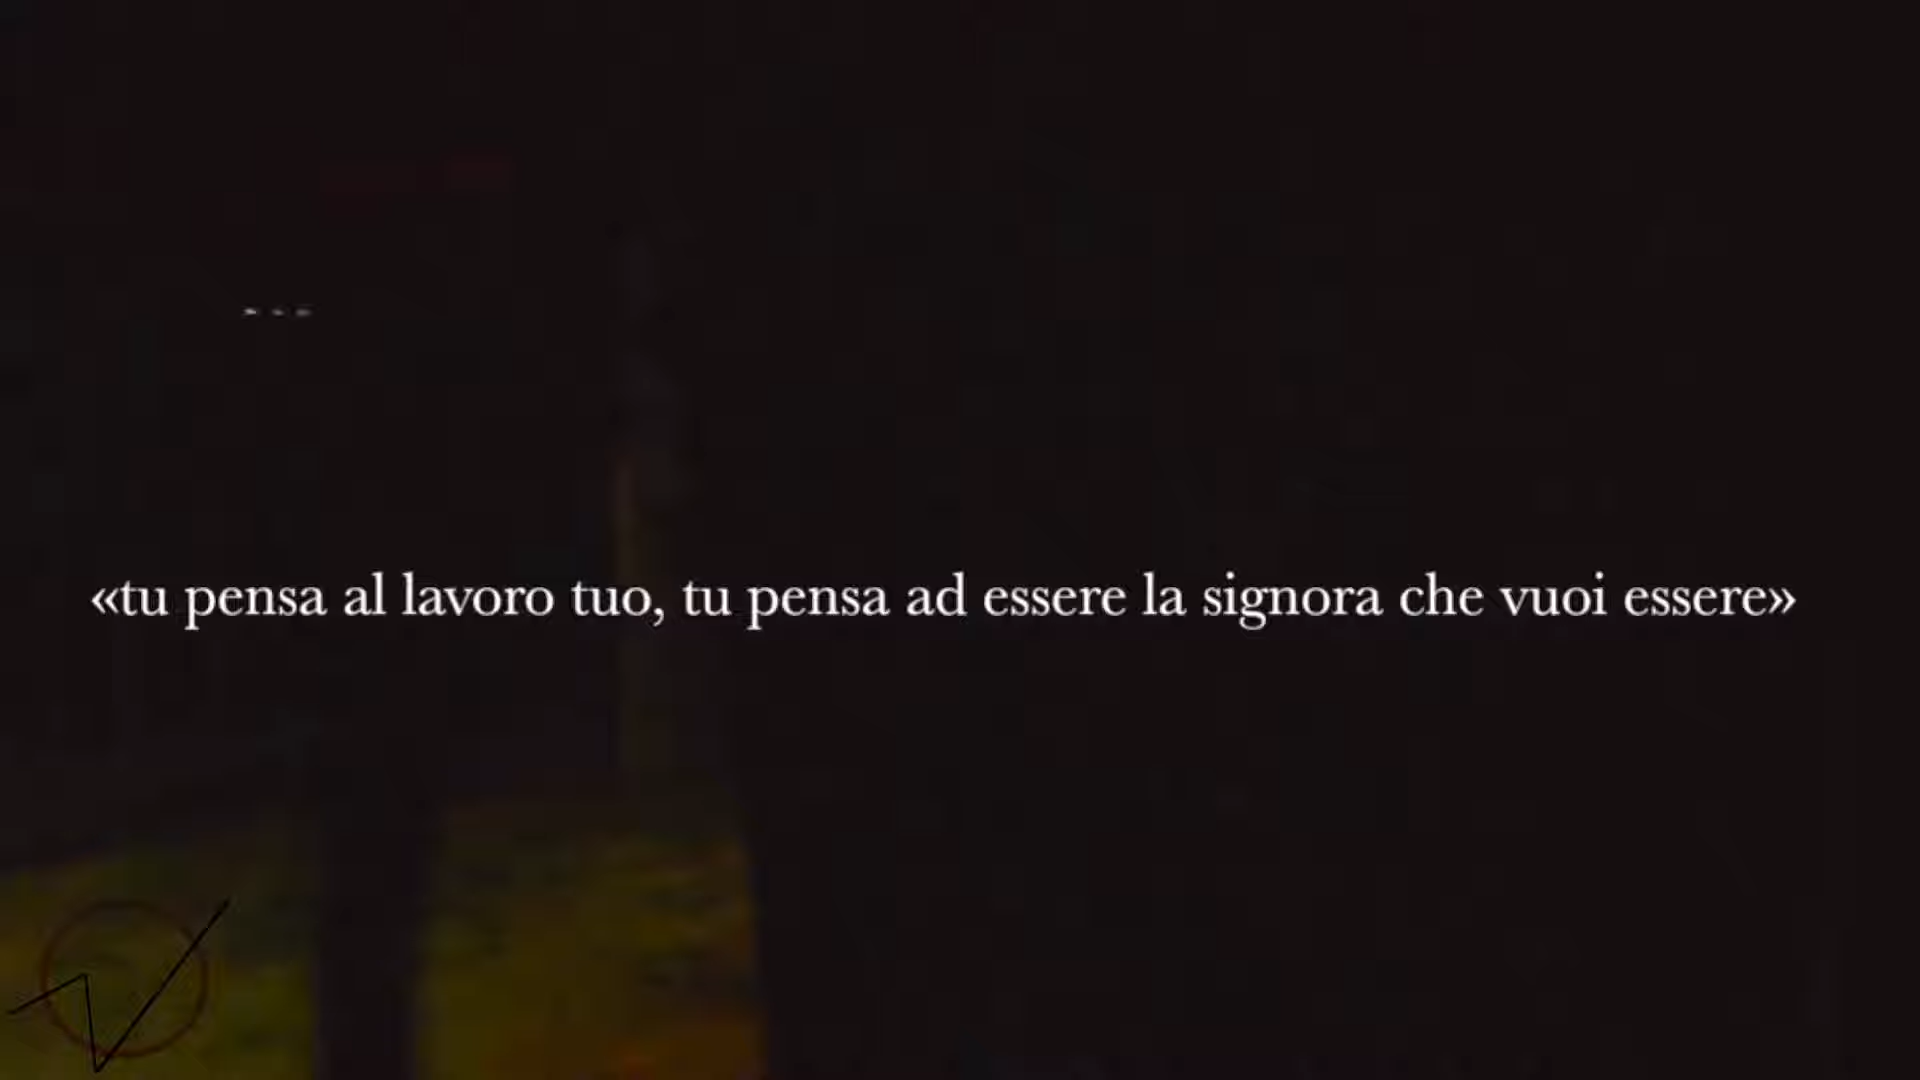 «tu pensa al lavoro tuo, tu pensa ad essere la signora che vuoi essere»